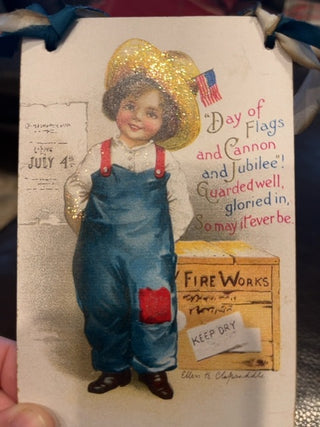 "Day of
Flags
and Cannon
and Jubilee"!
Guarded well,
gloried in,
So may it ever be.
JULY 4th
FIRE WORKS
KEEP DRY
Ellen H. Clapsaddle